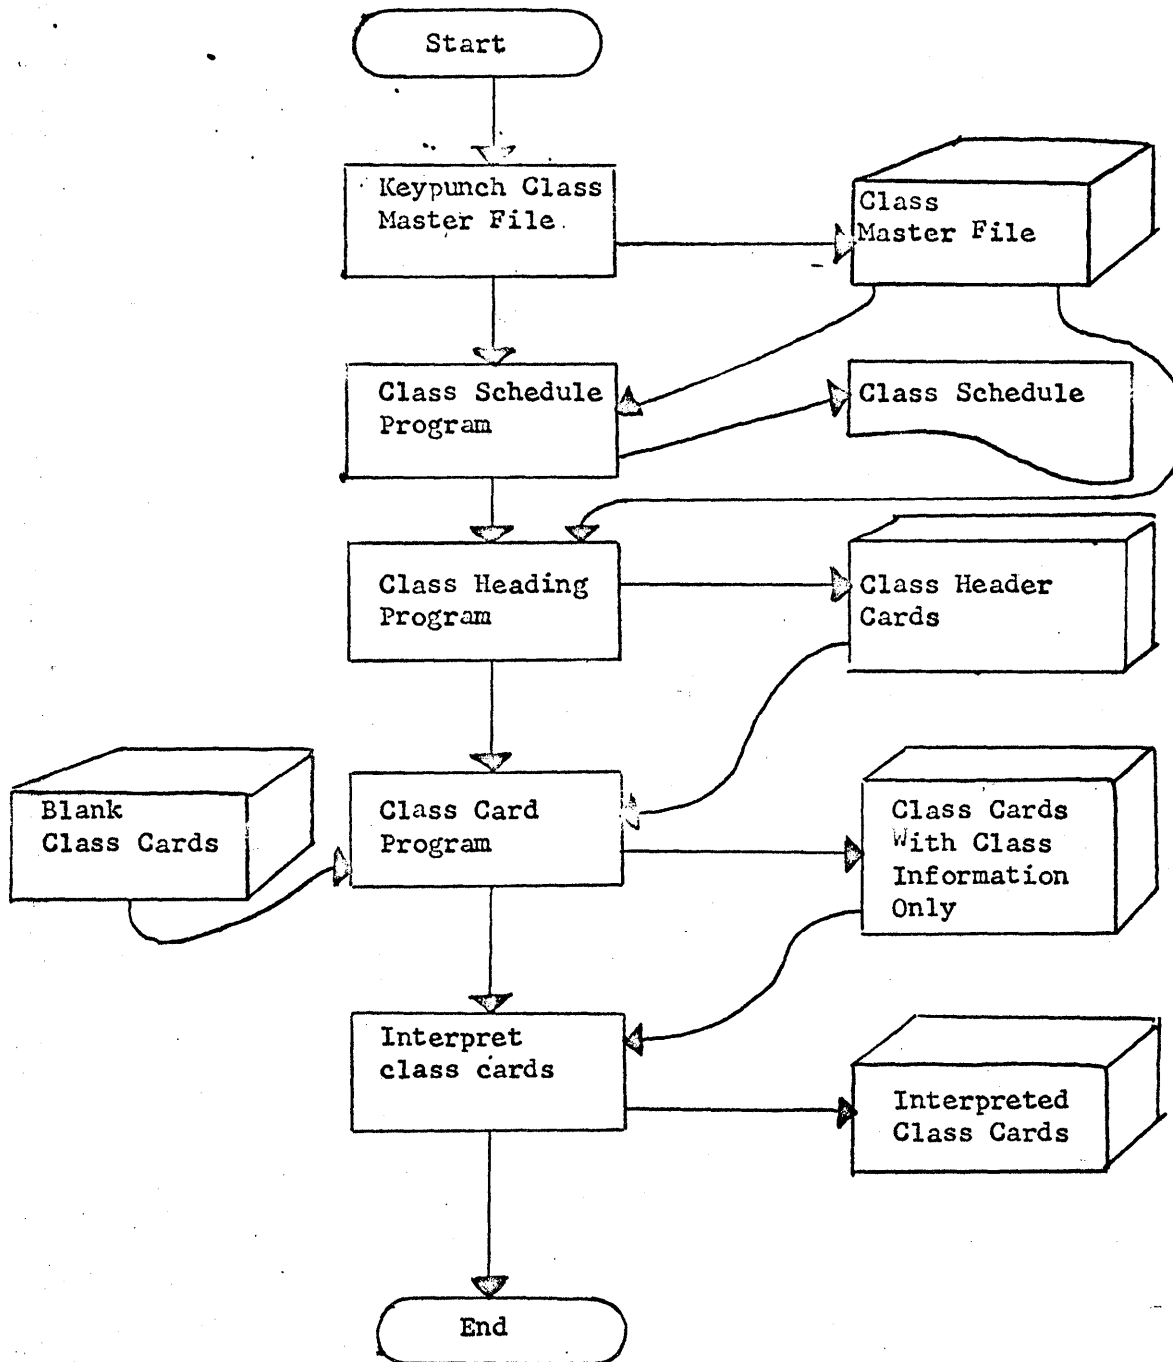 Start
Keypunch Class
Master File
Class
Master File
Class Schedule
Program
Class Schedule
Class Heading
Program
Class Header
Cards
Blank
Class Cards
Class Card
Program
Class Cards
With Class
Information
Only
Interpret
class cards
Interpreted
Class Cards
End